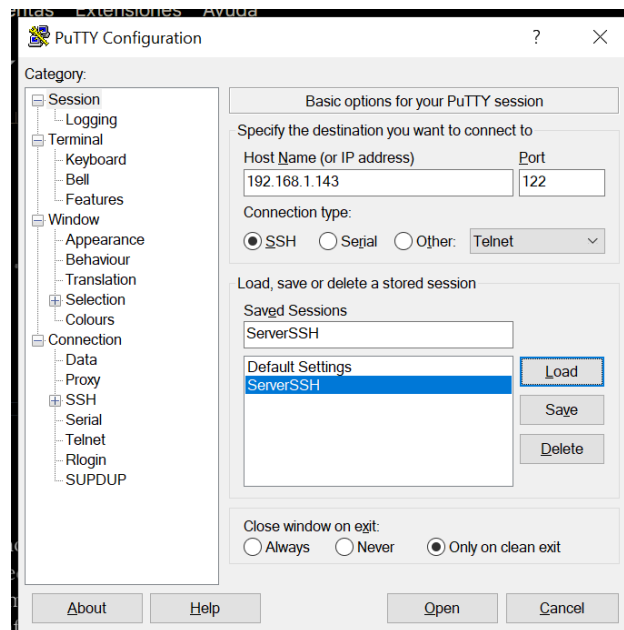 entas Extensiones Ayuda
PuTTY Configuration
?
Category:
Session
Logging
Terminal
Keyboard
Bell
Features
Window
Appearance
Behaviour
Translation
Selection
Colours
Connection
Data
Proxy
SSH
Serial
Telnet
Rlogin
SUPDUP
Basic options for your PuTTY session
Specify the destination you want to connect to
Host Name (or IP address) Port
192.168.1.143 122
Connection type:
SSH Serial Other: Telnet
Load, save or delete a stored session
Saved Sessions
ServerSSH
Default Settings
ServerSSH
Load
Save
Delete
Close window on exit:
Always Never Only on clean exit
About Help Open Cancel